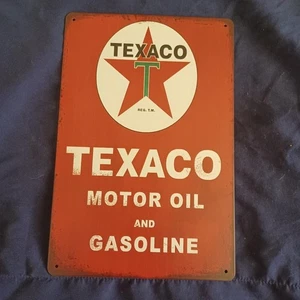 TEXACO
T
REG. T.M.
TEXACO
MOTOR OIL
AND
GASOLINE